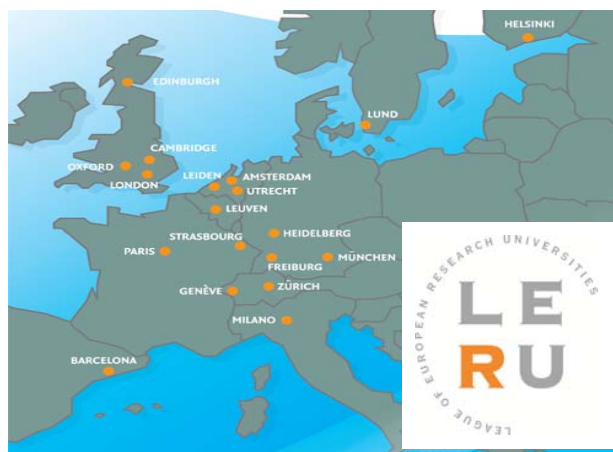 HELSINKI
EDINBURGH
LUND
CAMBRIDGE
OXFORD
LONDON
LEIDEN
AMSTERDAM
UTRECHT
LEUVEN
STRASBOURG
HEIDELBERG
PARIS
FREIBURG
MÜNCHEN
GENÈVE
ZÜRICH
MILANO
BARCELONA
LEAGUE OF EUROPEAN RESEARCH UNIVERSITIES
LE
RU